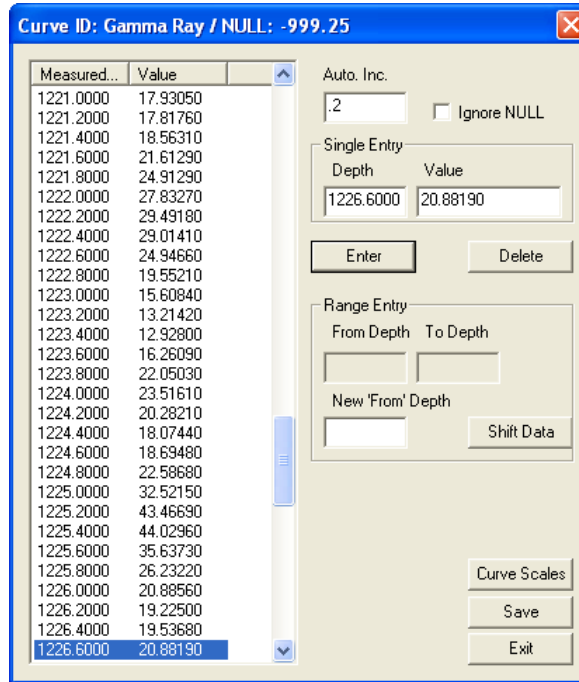 Curve ID: Gamma Ray / NULL: -999.25
Measured... Value
1221.0000 17.93050
1221.2000 17.81760
1221.4000 18.56310
1221.6000 21.61290
1221.8000 24.91290
1222.0000 27.83270
1222.2000 29.49180
1222.4000 29.01410
1222.6000 24.94660
1222.8000 19.55210
1223.0000 15.60840
1223.2000 13.21420
1223.4000 12.92800
1223.6000 16.26090
1223.8000 22.05030
1224.0000 23.51610
1224.2000 20.28210
1224.4000 18.07440
1224.6000 18.69480
1224.8000 22.58680
1225.0000 32.52150
1225.2000 43.46690
1225.4000 44.02960
1225.6000 35.63730
1225.8000 26.23220
1226.0000 20.88560
1226.2000 19.22500
1226.4000 19.53680
1226.6000 20.88190
Auto. Inc.
.2
Ignore NULL
Single Entry
Depth Value
1226.6000 20.88190
Enter Delete
Range Entry
From Depth To Depth
New 'From' Depth
Shift Data
Curve Scales
Save
Exit